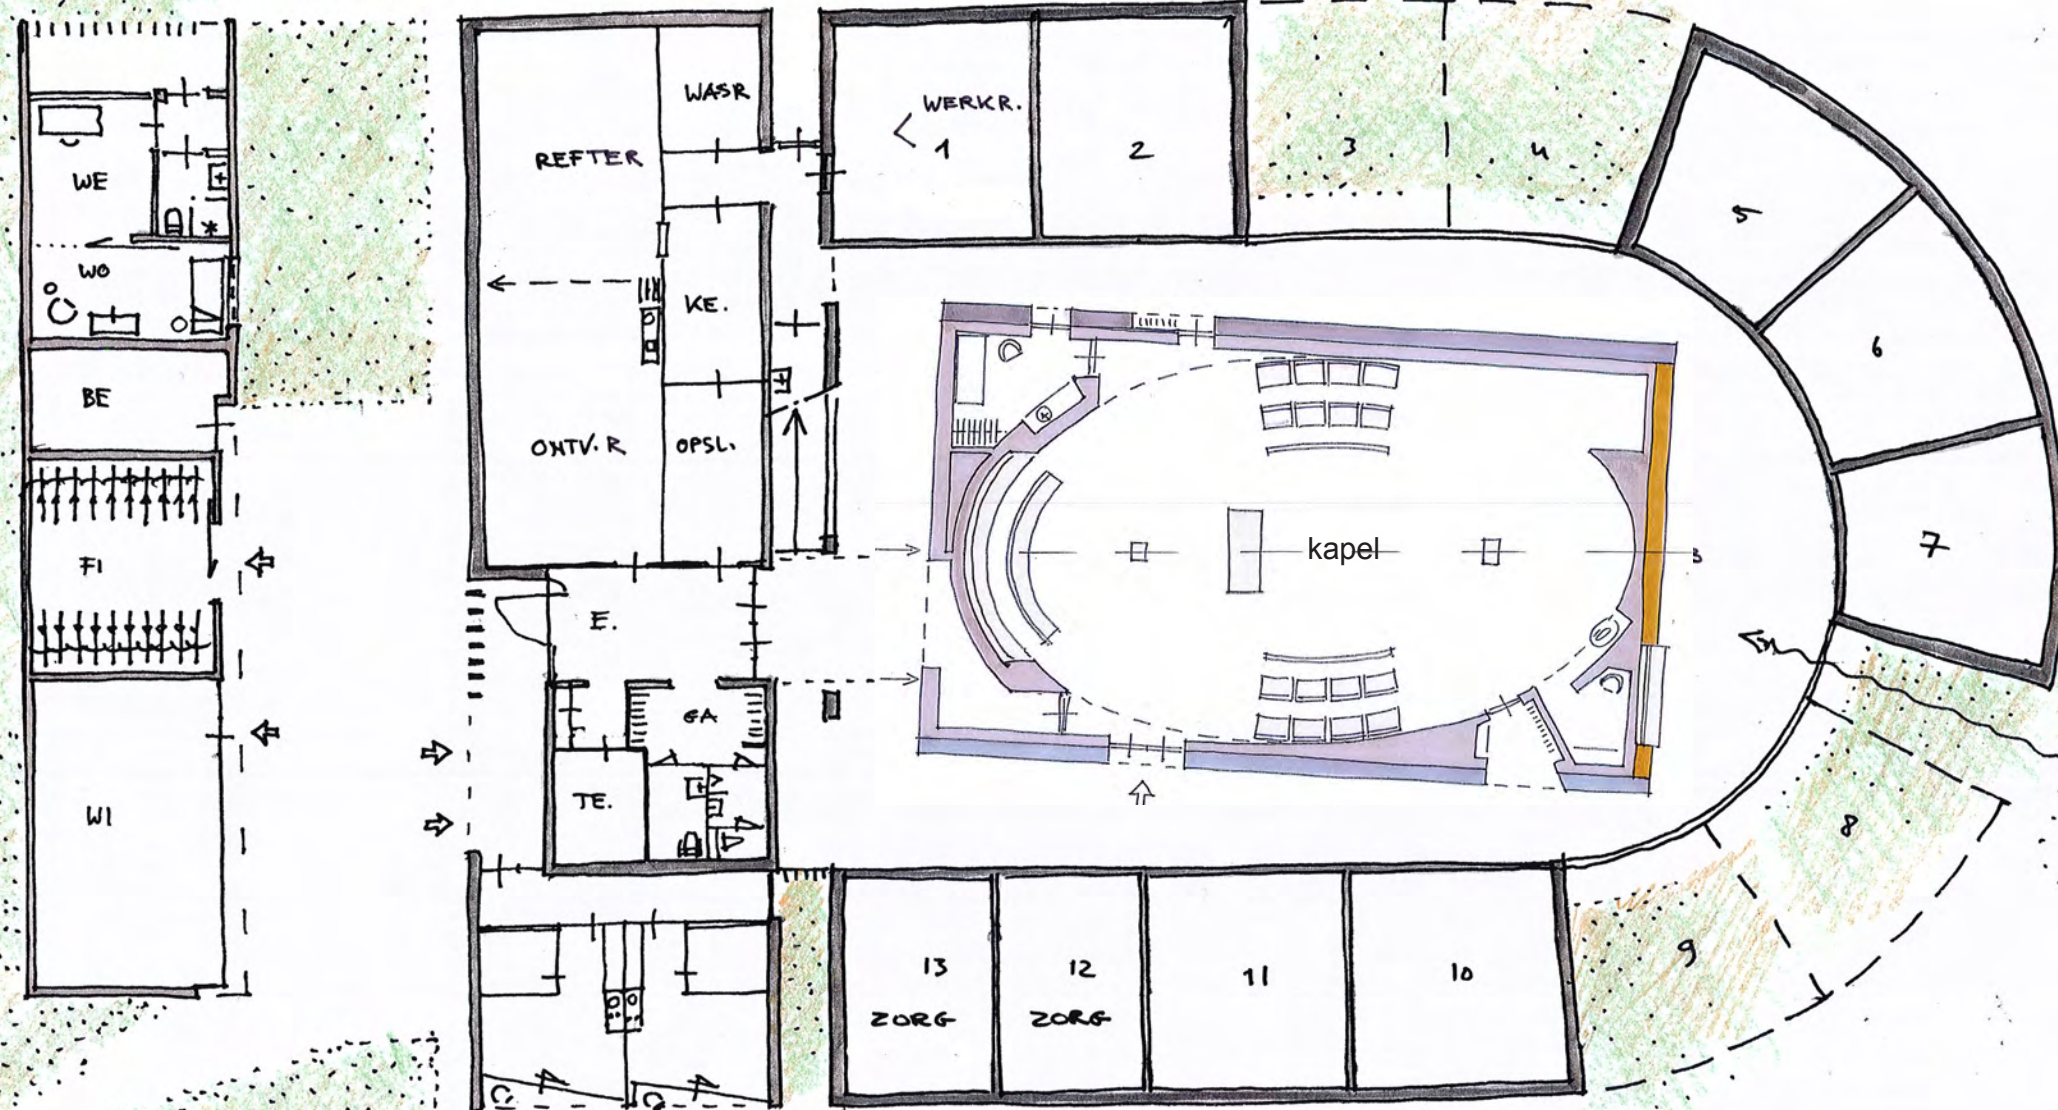 WE
WO
BE
FI
WI
REFTER
WASR
KE.
ONTV.R
OPSL.
E.
GA
TE.
WERKR.
1
2
3
4
5
6
7
kapel
8
9
10
11
12
ZORG
13
ZORG